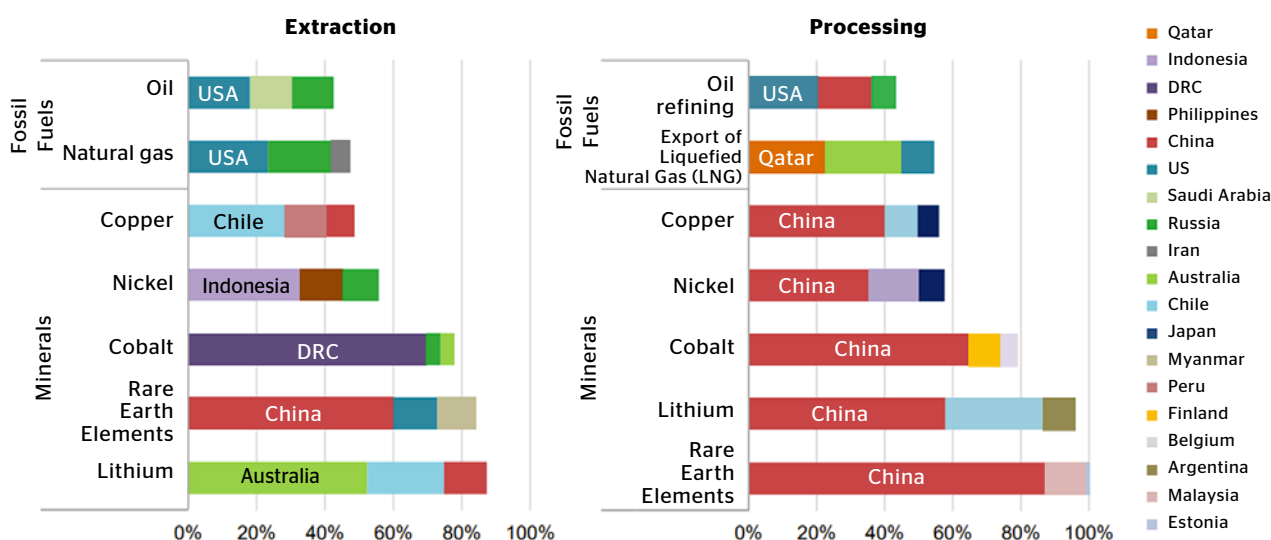 Extraction
Fossil
Fuels
Oil
USA
Natural gas
USA
Minerals
Copper
Chile
Nickel
Indonesia
Cobalt
DRC
Rare
Earth
Elements
China
Lithium
Australia
0% 20% 40% 60% 80% 100%
Processing
Fossil
Fuels
Oil
refining
USA
Export of
Liquefied
Natural Gas (LNG)
Qatar
Minerals
Copper
China
Nickel
China
Cobalt
China
Lithium
China
Rare
Earth
Elements
China
0% 20% 40% 60% 80% 100%
Qatar
Indonesia
DRC
Philippines
China
US
Saudi Arabia
Russia
Iran
Australia
Chile
Japan
Myanmar
Peru
Finland
Belgium
Argentina
Malaysia
Estonia